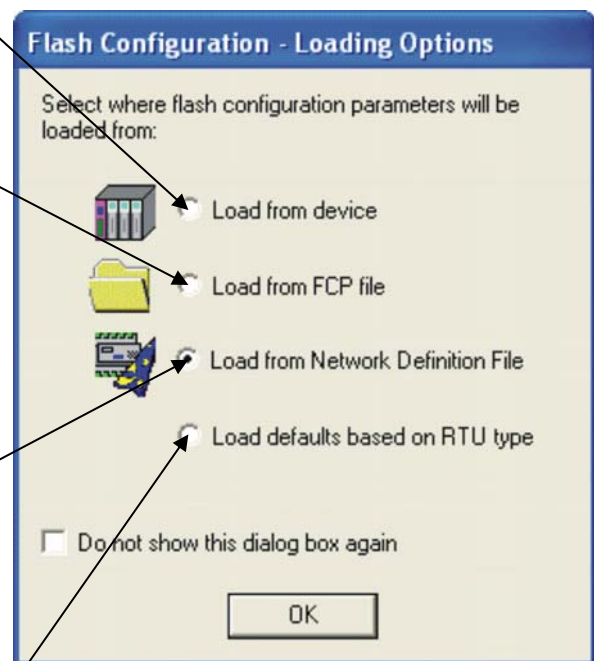 Flash Configuration - Loading Options
Select where flash configuration parameters will be
loaded from:
Load from device
Load from FCP file
Load from Network Definition File
Load defaults based on RTU type
Do not show this dialog box again
OK